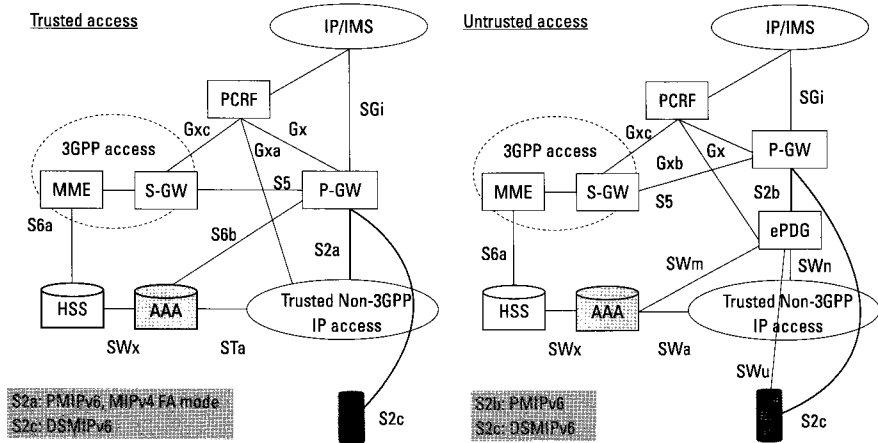 Trusted access
IP/IMS
PCRF
SGi
Gxc
Gx
Gxa
3GPP access
MME
S-GW
S5
P-GW
S6a
S6b
S2a
HSS
AAA
Trusted Non-3GPP
IP access
SWx
STa
S2a: PMIPv6, MIPv4 FA mode
S2c: DSMIPv6
S2c
Untrusted access
IP/IMS
PCRF
SGi
Gxc
Gx
P-GW
3GPP access
Gxb
MME
S-GW
S5
S2b
ePDG
S6a
SWm
SWn
HSS
AAA
Trusted Non-3GPP
IP access
SWx
SWa
SWu
S2b: PMIPv6
S2c: DSMIPv6
S2c